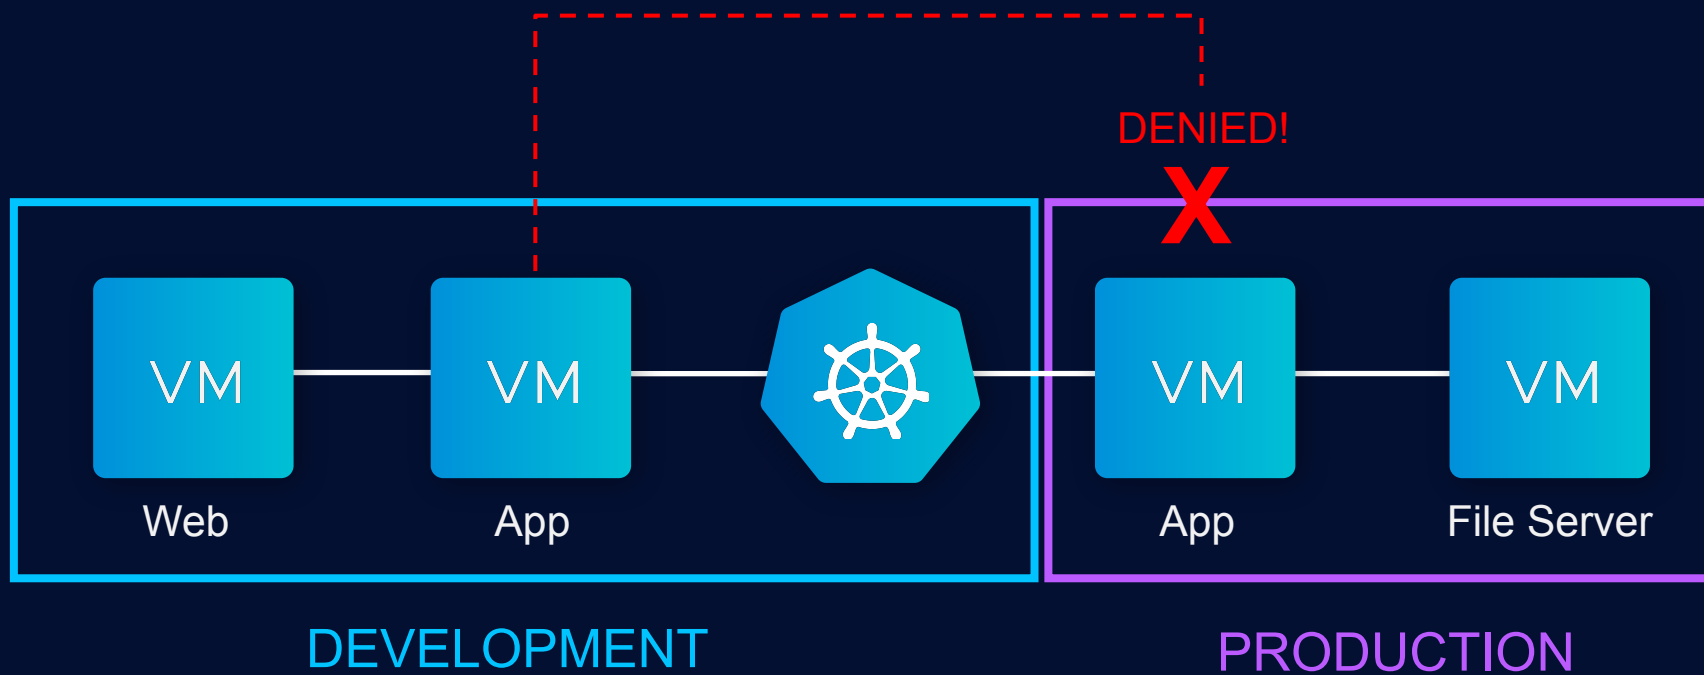 DENIED!
X
VM
VM
VM
VM
Web
App
App
File Server
DEVELOPMENT
PRODUCTION